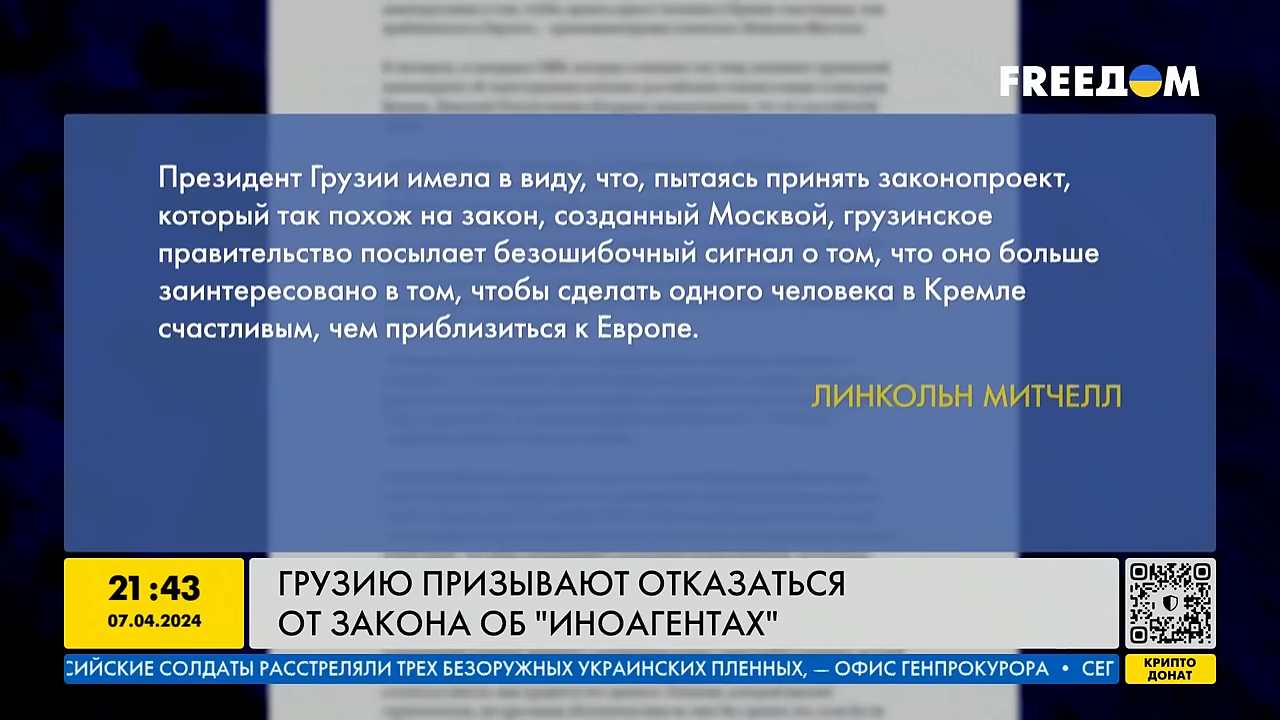 FREEДOM
Президент Грузии имела в виду, что, пытаясь принять законопроект,
который так похож на закон, созданный Москвой, грузинское
правительство посылает безошибочный сигнал о том, что оно больше
заинтересовано в том, чтобы сделать одного человека в Кремле
счастливым, чем приблизиться к Европе.
ЛИНКОЛЬН МИТЧЕЛЛ
21:43
07.04.2024
ГРУЗИЮ ПРИЗЫВАЮТ ОТКАЗАТЬСЯ
ОТ ЗАКОНА ОБ "ИНОАГЕНТАХ"
СИЙСКИЕ СОЛДАТЫ РАССТРЕЛЯЛИ ТРЕХ БЕЗОРУЖНЫХ УКРАИНСКИХ ПЛЕННЫХ, — ОФИС ГЕНПРОКУРОРА • СЕГ
КРИПТО
ДОНАТ